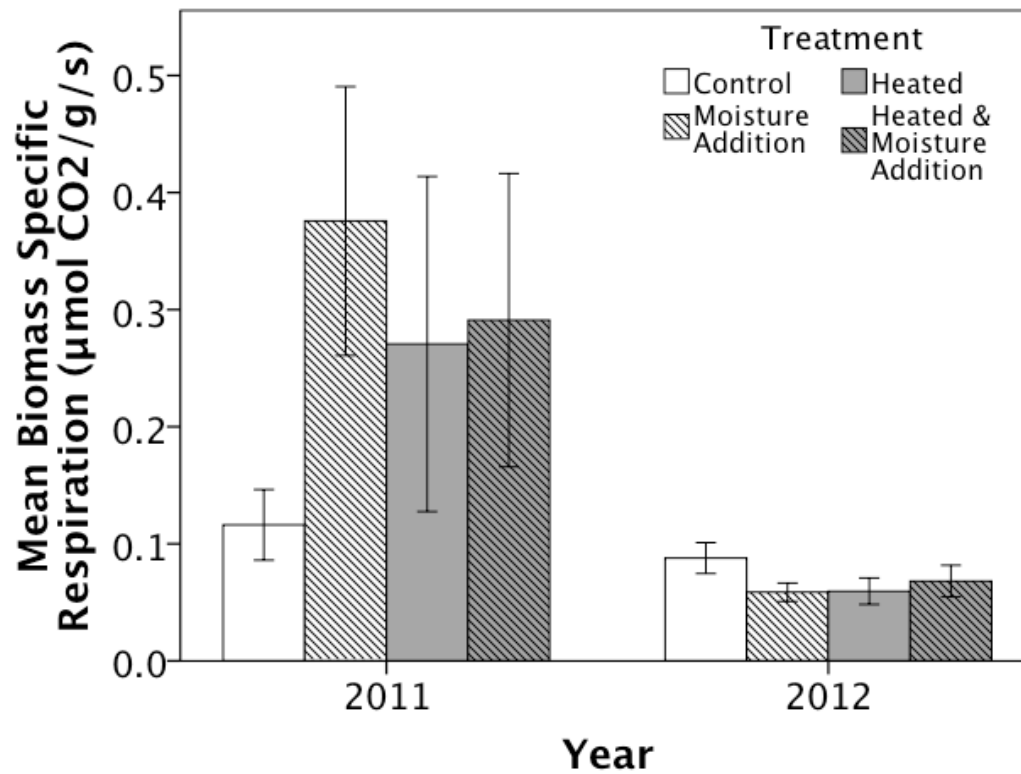 Mean Biomass Specific
Respiration (µmol CO2/g/s)
0.5
0.4
0.3
0.2
0.1
0.0
Treatment
Control
Moisture
Addition
Heated
Heated &
Moisture
Addition
2011
2012
Year